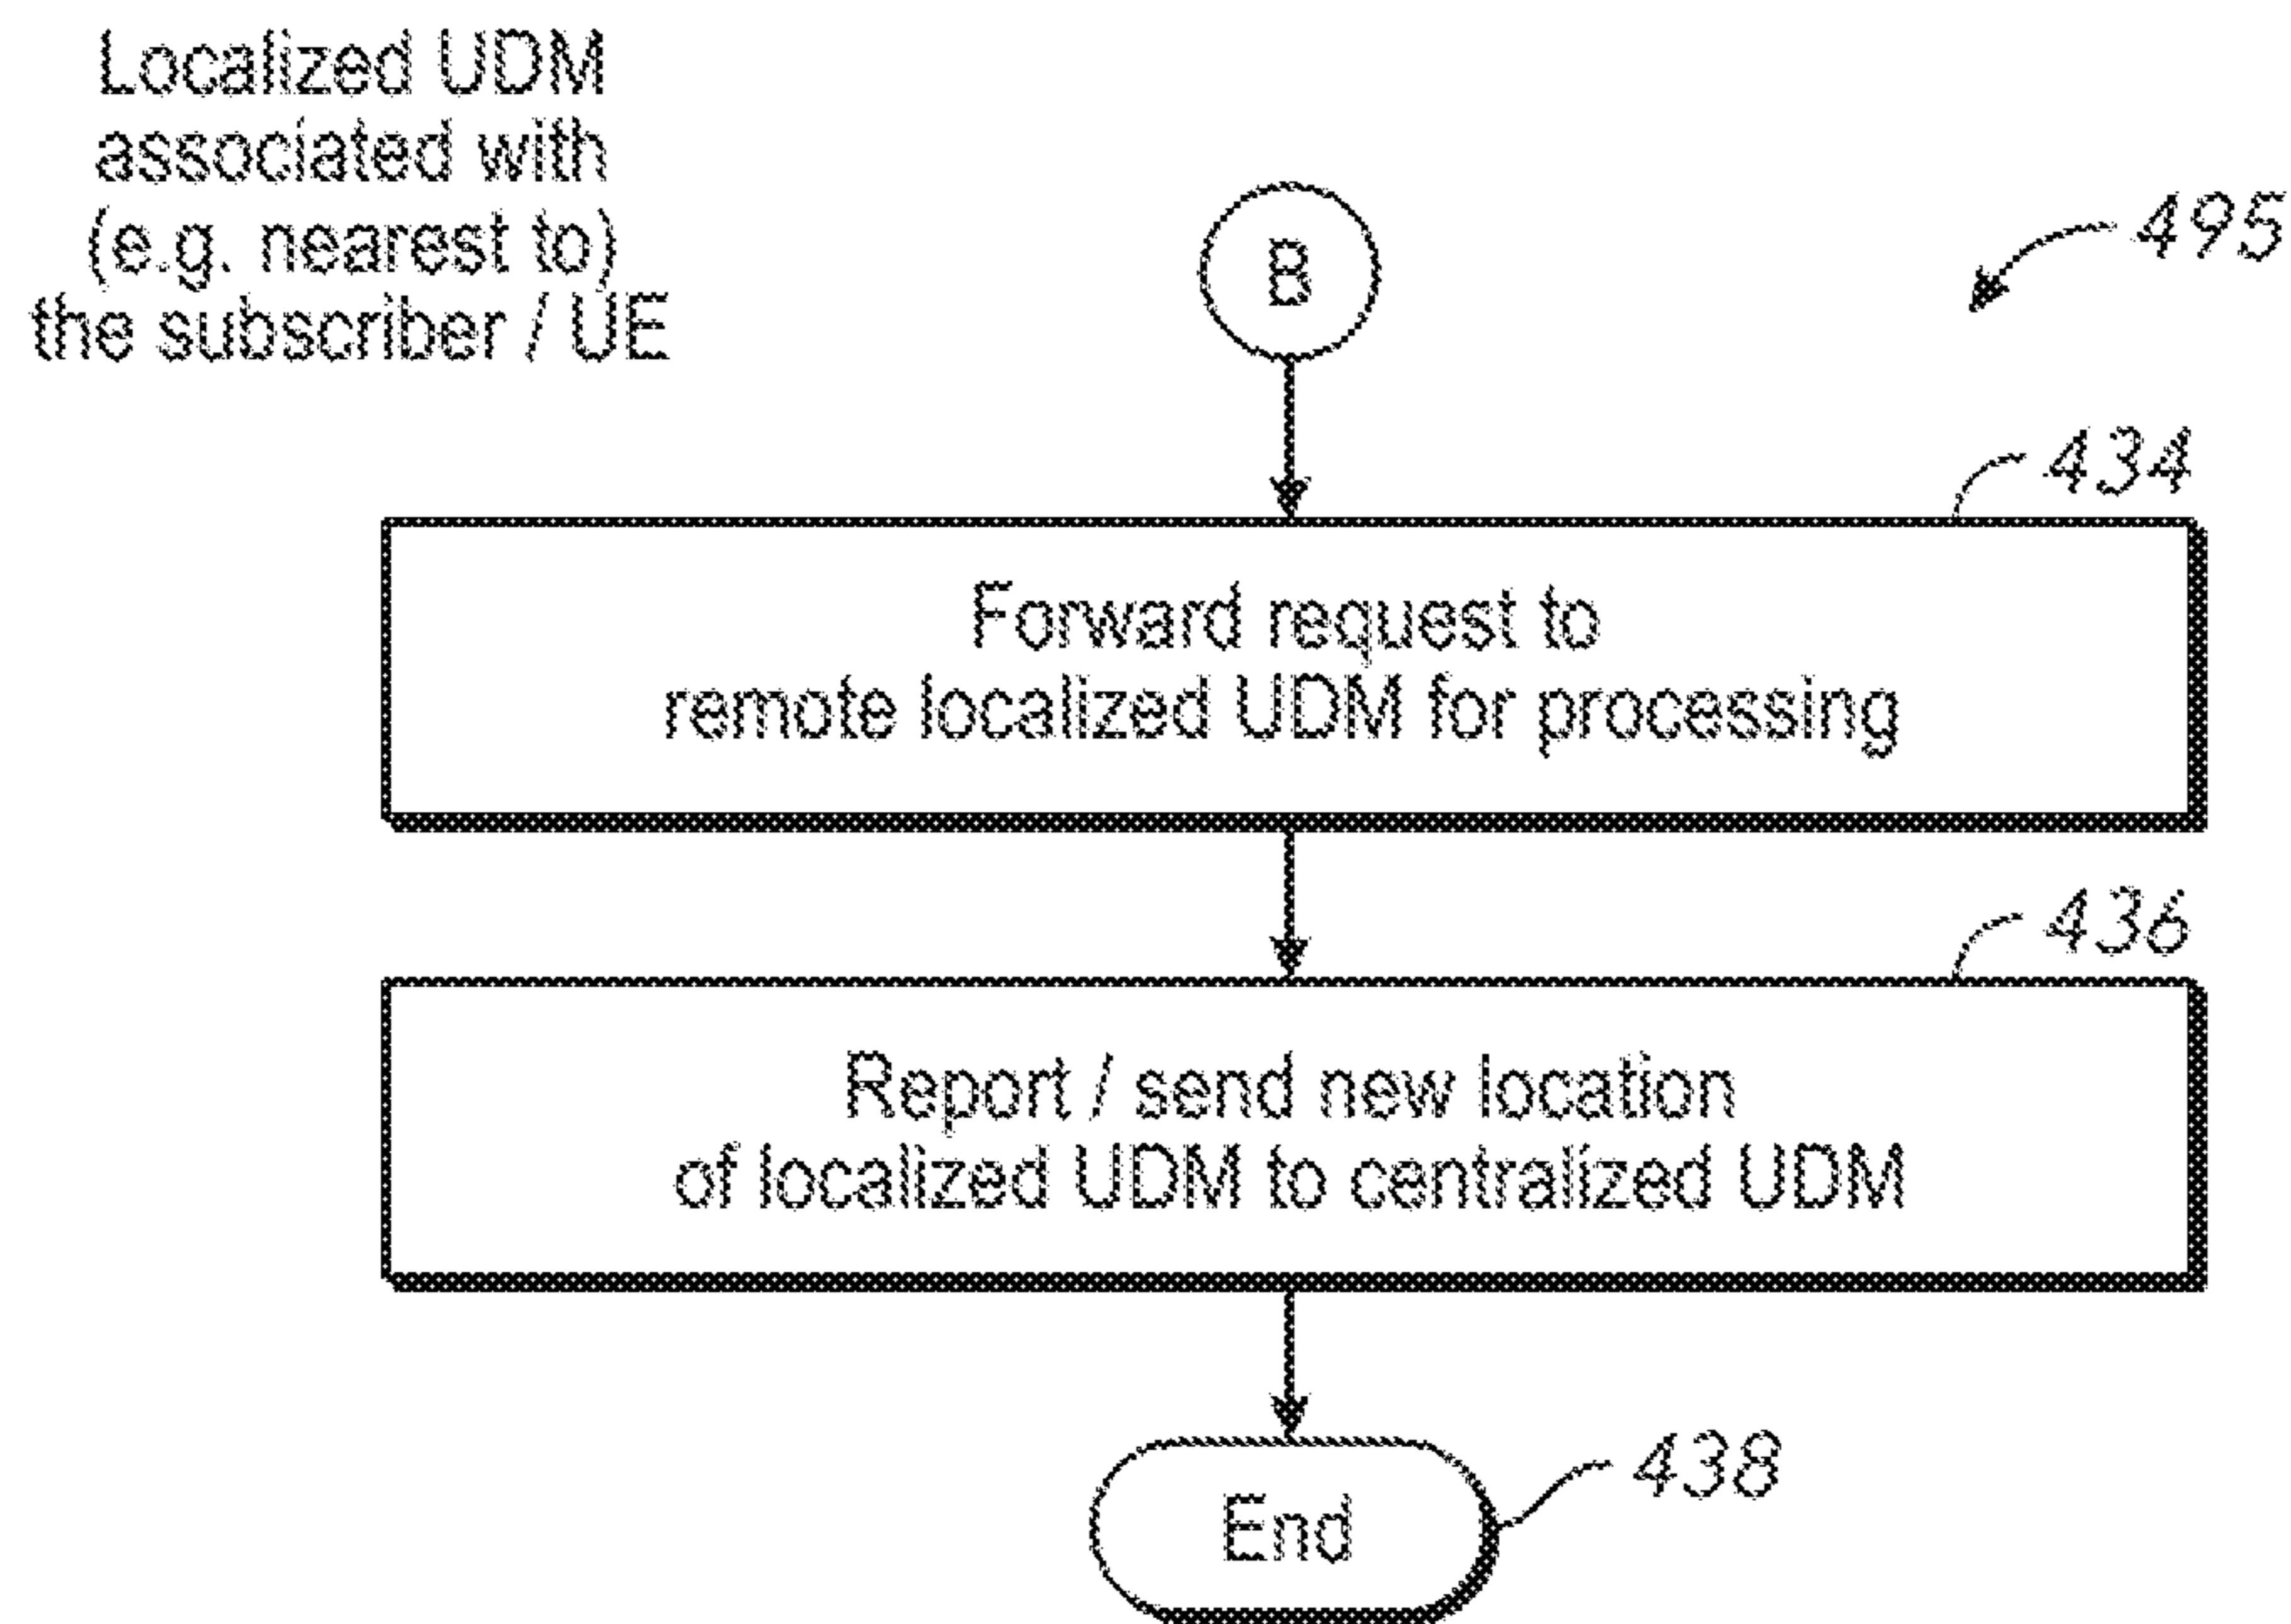 Localized UDM
associated with
(e.g. nearest to)
the subscriber / UE
B
495
434
Forward request to
remote localized UDM for processing
436
Report / send new location
of localized UDM to centralized UDM
End
438